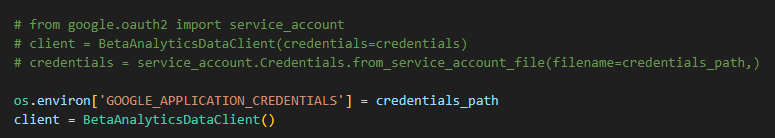 # from google.oauth2 import service_account
# client = BetaAnalyticsDataClient(credentials=credentials)
# credentials = service_account.Credentials.from_service_account_file(filename=credentials_path,)
os.environ['GOOGLE_APPLICATION_CREDENTIALS'] = credentials_path
client = BetaAnalyticsDataClient()